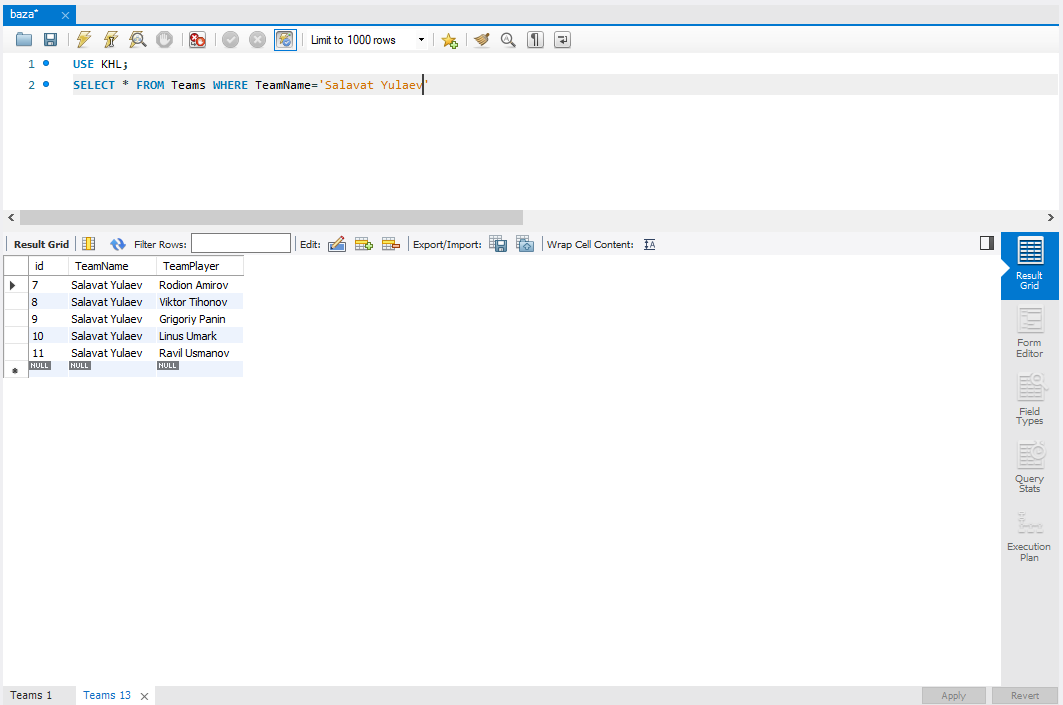 baza*
Limit to 1000 rows
1 USE KHL;
2 SELECT * FROM Teams WHERE TeamName='Salavat Yulaev'
Result Grid Filter Rows: Edit: Export/Import: Wrap Cell Content:
id TeamName TeamPlayer
7 Salavat Yulaev Rodion Amirov
8 Salavat Yulaev Viktor Tihonov
9 Salavat Yulaev Grigoriy Panin
10 Salavat Yulaev Linus Umark
11 Salavat Yulaev Ravil Usmanov
NULL NULL NULL
Result
Grid
Form
Editor
Field
Types
Query
Stats
Execution
Plan
Teams 1 Teams 13 Apply Revert